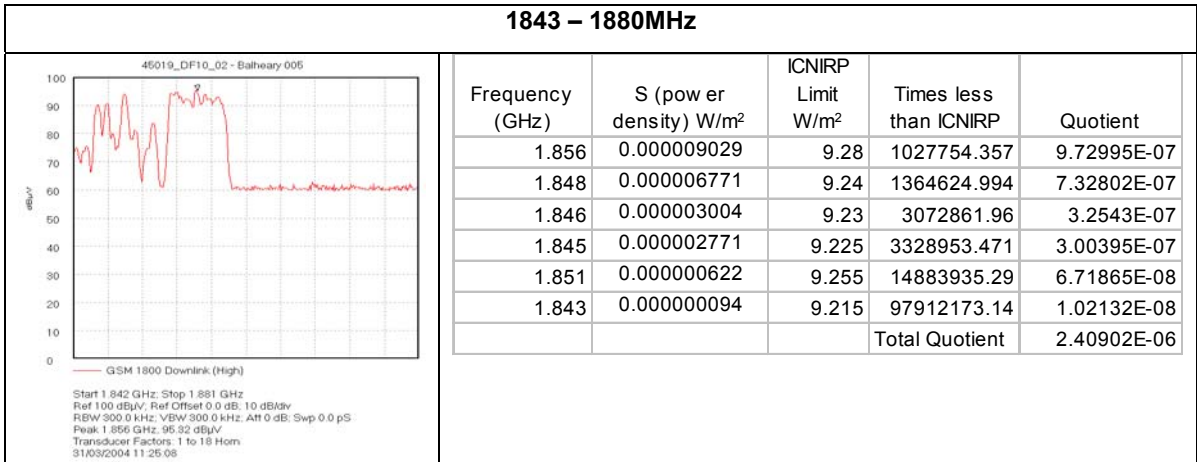 1843 – 1880MHz
45019_DF10_02 - Balheary 005
100
90
80
70
60
50
40
30
20
10
0
dBµV
GSM 1800 Downlink (High)
Start 1.842 GHz; Stop 1.881 GHz
Ref 100 dBµV; Ref Offset 0.0 dB; 10 dB/div
RBW 300.0 kHz; VBW 300.0 kHz; Att 0 dB; Swp 0.0 pS
Peak 1.856 GHz, 95.32 dBµV
Transducer Factors: 1 to 18 Horn
31/03/2004 11:25:08
Frequency (GHz) S (pow er density) W/m² ICNIRP Limit W/m² Times less than ICNIRP Quotient
1.856 0.000009029 9.28 1027754.357 9.72995E-07
1.848 0.000006771 9.24 1364624.994 7.32802E-07
1.846 0.000003004 9.23 3072861.96 3.2543E-07
1.845 0.000002771 9.225 3328953.471 3.00395E-07
1.851 0.000000622 9.255 14883935.29 6.71865E-08
1.843 0.000000094 9.215 97912173.14 1.02132E-08
Total Quotient 2.40902E-06